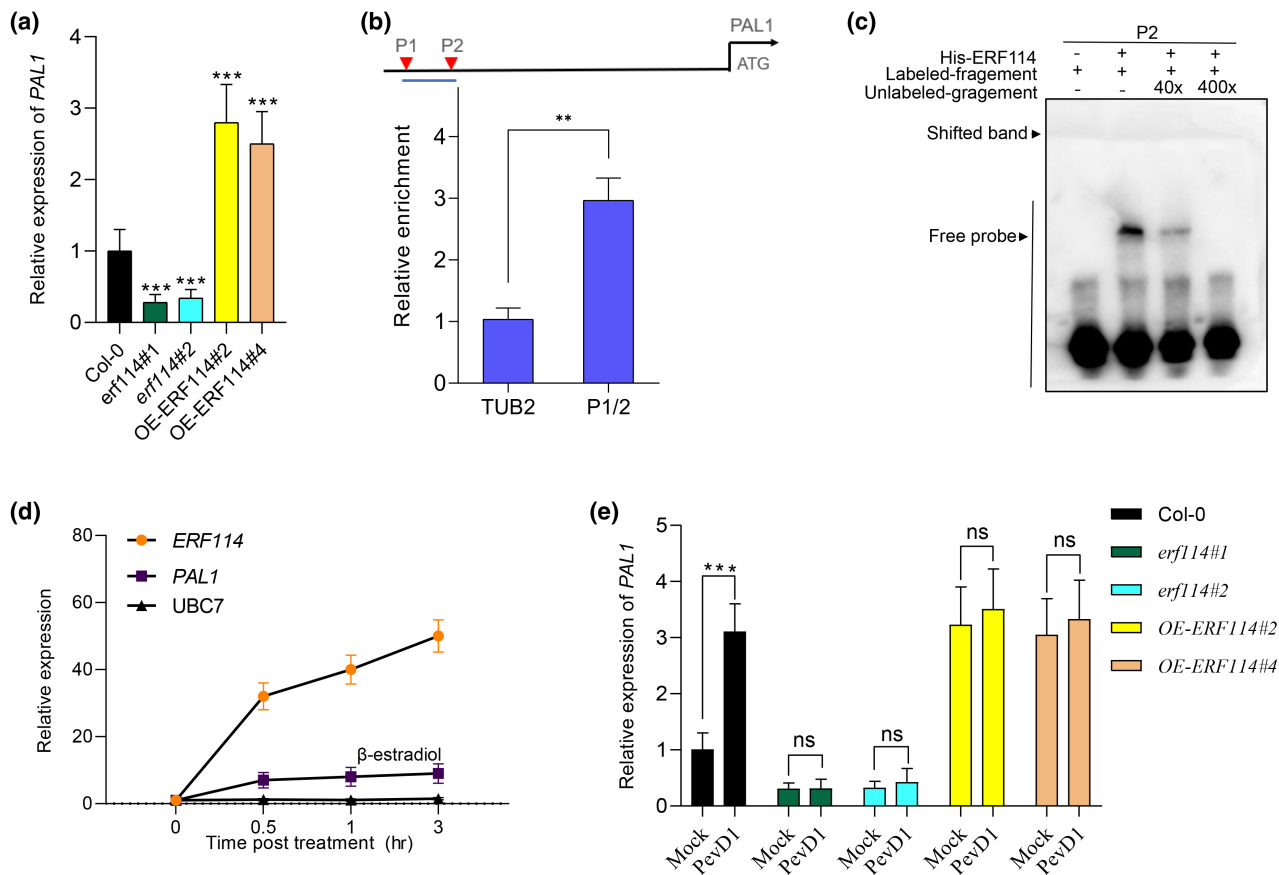 (a)
Relative expression of PAL1
4
3
2
1
0
***
***
***
***
Col-0
erf114#1
erf114#2
OE-ERF114#2
OE-ERF114#4
(b)
P1
P2
PAL1
ATG
Relative enrichment
4
3
2
1
0
**
TUB2
P1/2
(c)
P2
His-ERF114 - + + +
Labeled-fragement + + + +
Unlabeled-gragement - - 40x 400x
Shifted band
Free probe
(d)
Relative expression
80
60
40
20
0
ERF114
PAL1
UBC7
β-estradiol
0 0.5 1 3
Time post treatment (hr)
(e)
Relative expression of PAL1
5
4
3
2
1
0
***
ns
ns
ns
ns
Mock PevD1 Mock PevD1 Mock PevD1 Mock PevD1 Mock PevD1
Col-0
erf114#1
erf114#2
OE-ERF114#2
OE-ERF114#4